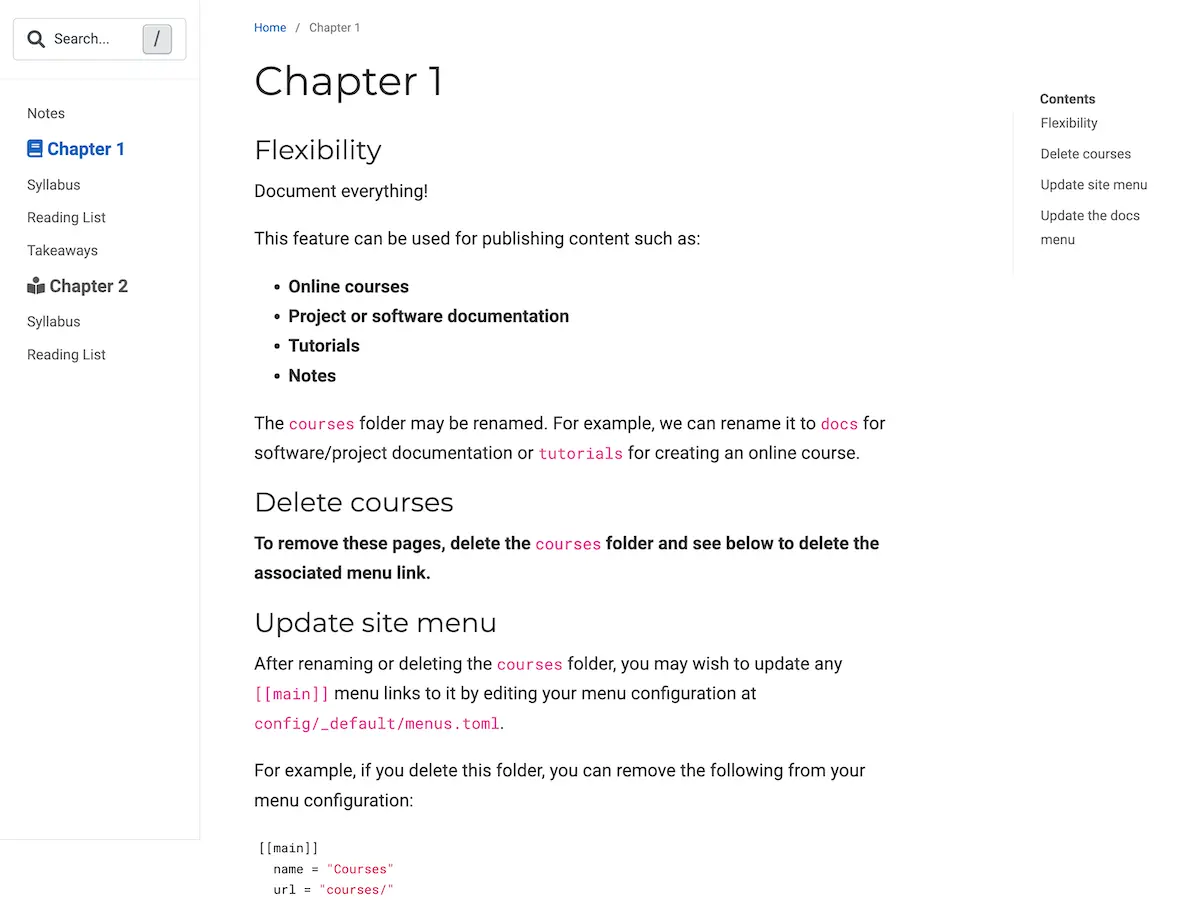 Search...
/
Notes
Chapter 1
Syllabus
Reading List
Takeaways
Chapter 2
Syllabus
Reading List
Home / Chapter 1
Chapter 1
Flexibility
Document everything!
This feature can be used for publishing content such as:
• Online courses
• Project or software documentation
• Tutorials
• Notes
The courses folder may be renamed. For example, we can rename it to docs for
software/project documentation or tutorials for creating an online course.
Delete courses
To remove these pages, delete the courses folder and see below to delete the
associated menu link.
Update site menu
After renaming or deleting the courses folder, you may wish to update any
[[main]] menu links to it by editing your menu configuration at
config/_default/menus.toml.
For example, if you delete this folder, you can remove the following from your
menu configuration:
[[main]]
  name = "Courses"
  url = "courses/"
Contents
Flexibility
Delete courses
Update site menu
Update the docs
menu